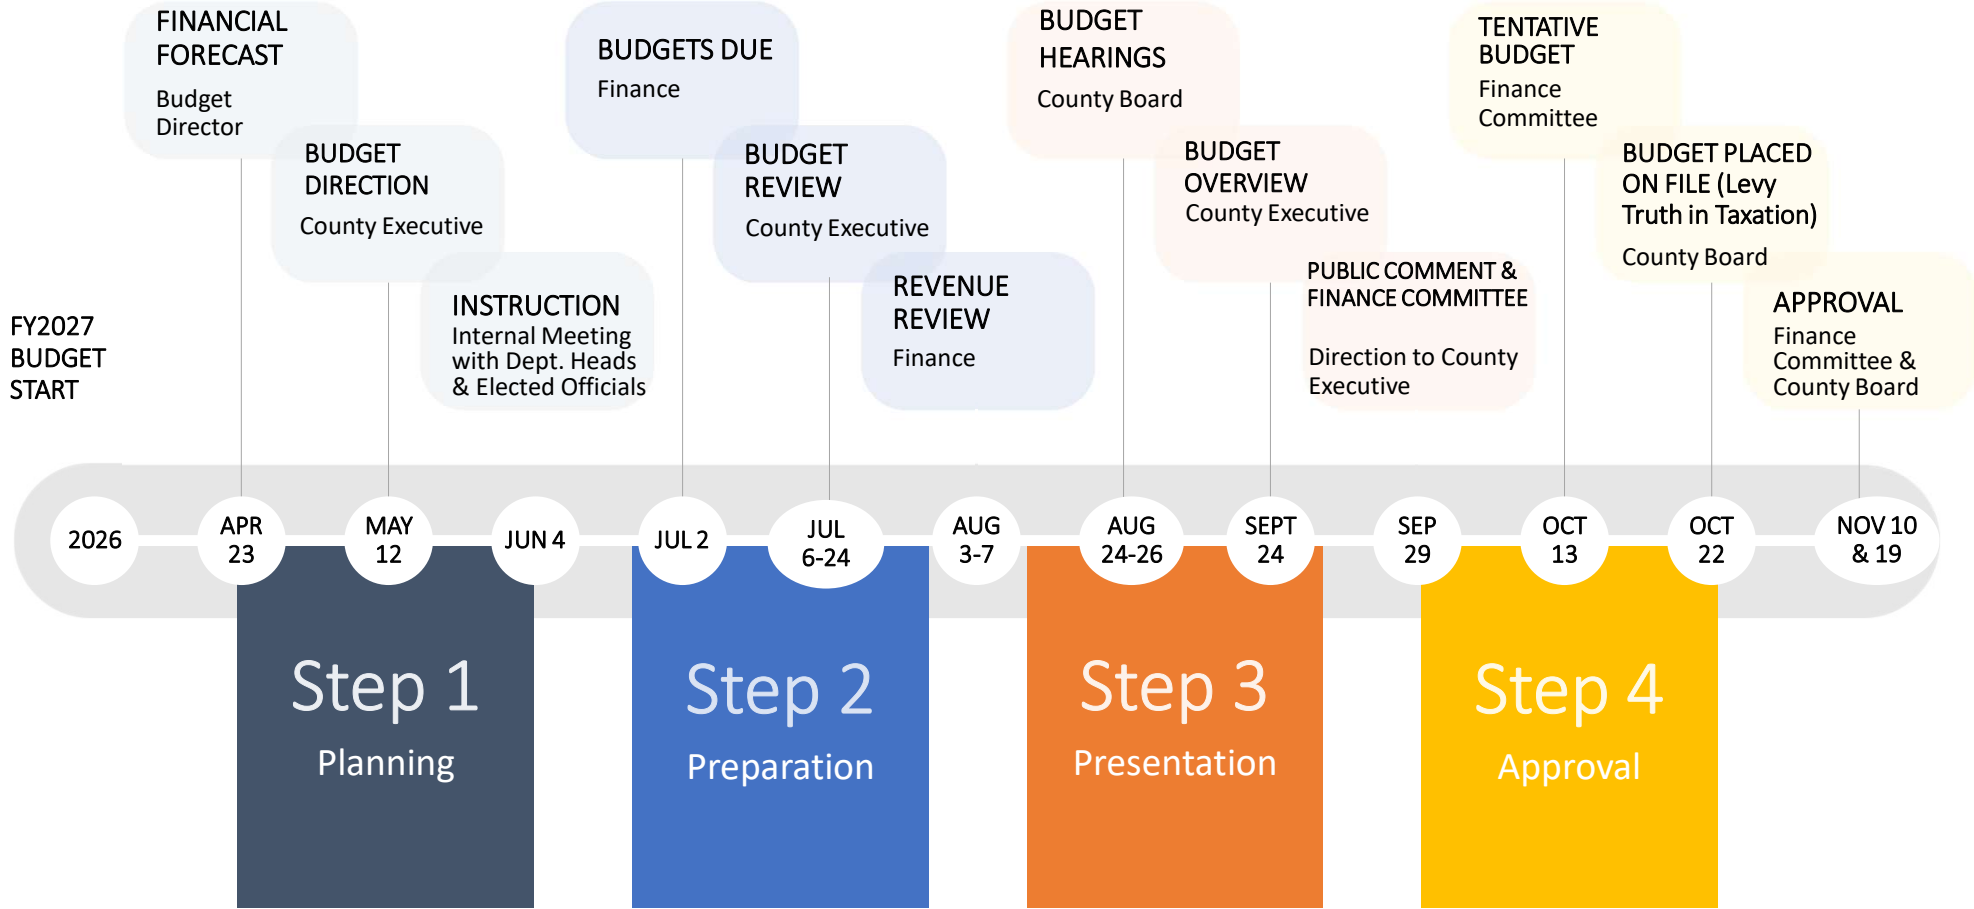 FINANCIAL
FORECAST
Budget
Director
BUDGET
DIRECTION
County Executive
INSTRUCTION
Internal Meeting
with Dept. Heads
& Elected Officials
BUDGETS DUE
Finance
BUDGET
REVIEW
County Executive
REVENUE
REVIEW
Finance
BUDGET
HEARINGS
County Board
BUDGET
OVERVIEW
County Executive
PUBLIC COMMENT &
FINANCE COMMITTEE
Direction to County
Executive
TENTATIVE
BUDGET
Finance
Committee
BUDGET PLACED
ON FILE (Levy
Truth in Taxation)
County Board
APPROVAL
Finance
Committee &
County Board
FY2027
BUDGET
START
2026
APR
23
MAY
12
JUN 4
JUL 2
JUL
6-24
AUG
3-7
AUG
24-26
SEPT
24
SEP
29
OCT
13
OCT
22
NOV 10
& 19
Step 1
Planning
Step 2
Preparation
Step 3
Presentation
Step 4
Approval